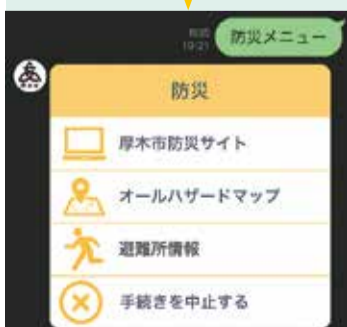 既読
19:21
防災メニュー
防災
厚木市防災サイト
オールハザードマップ
避難所情報
手続きを中止する